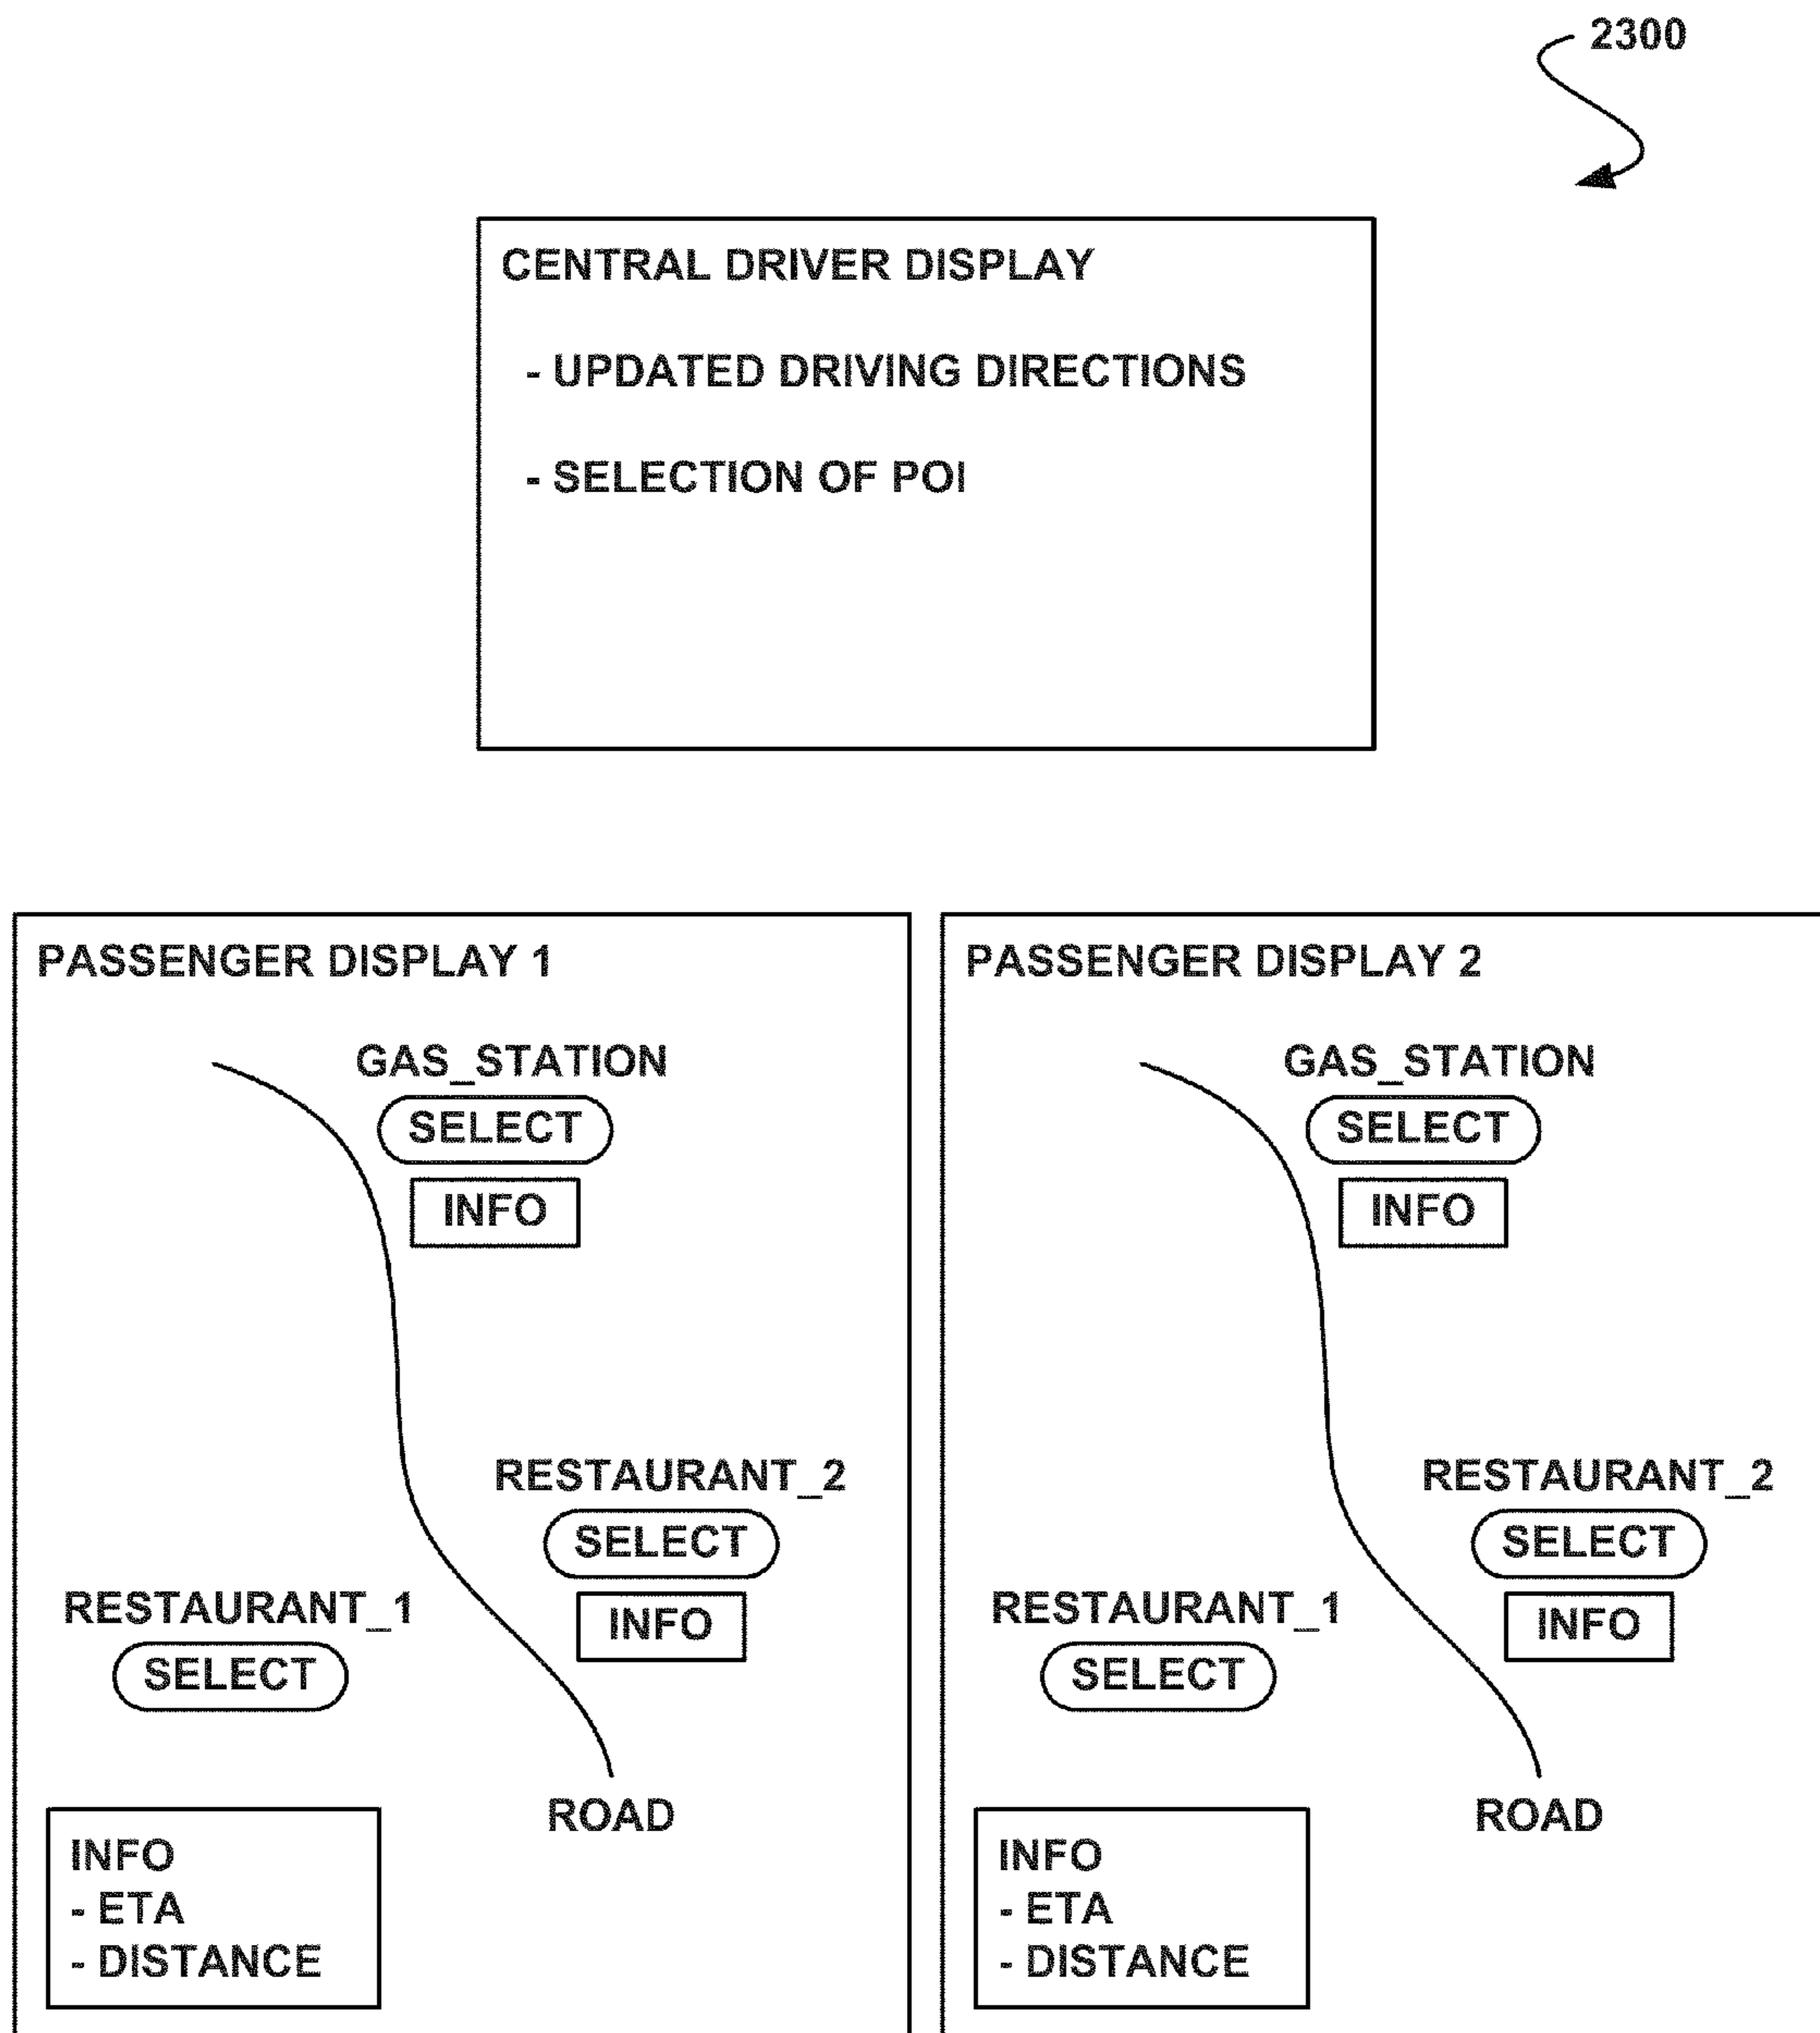 2300
CENTRAL DRIVER DISPLAY
- UPDATED DRIVING DIRECTIONS
- SELECTION OF POI
PASSENGER DISPLAY 1
GAS_STATION
SELECT
INFO
RESTAURANT_2
SELECT
INFO
RESTAURANT_1
SELECT
ROAD
INFO
- ETA
- DISTANCE
PASSENGER DISPLAY 2
GAS_STATION
SELECT
INFO
RESTAURANT_2
SELECT
INFO
RESTAURANT_1
SELECT
ROAD
INFO
- ETA
- DISTANCE